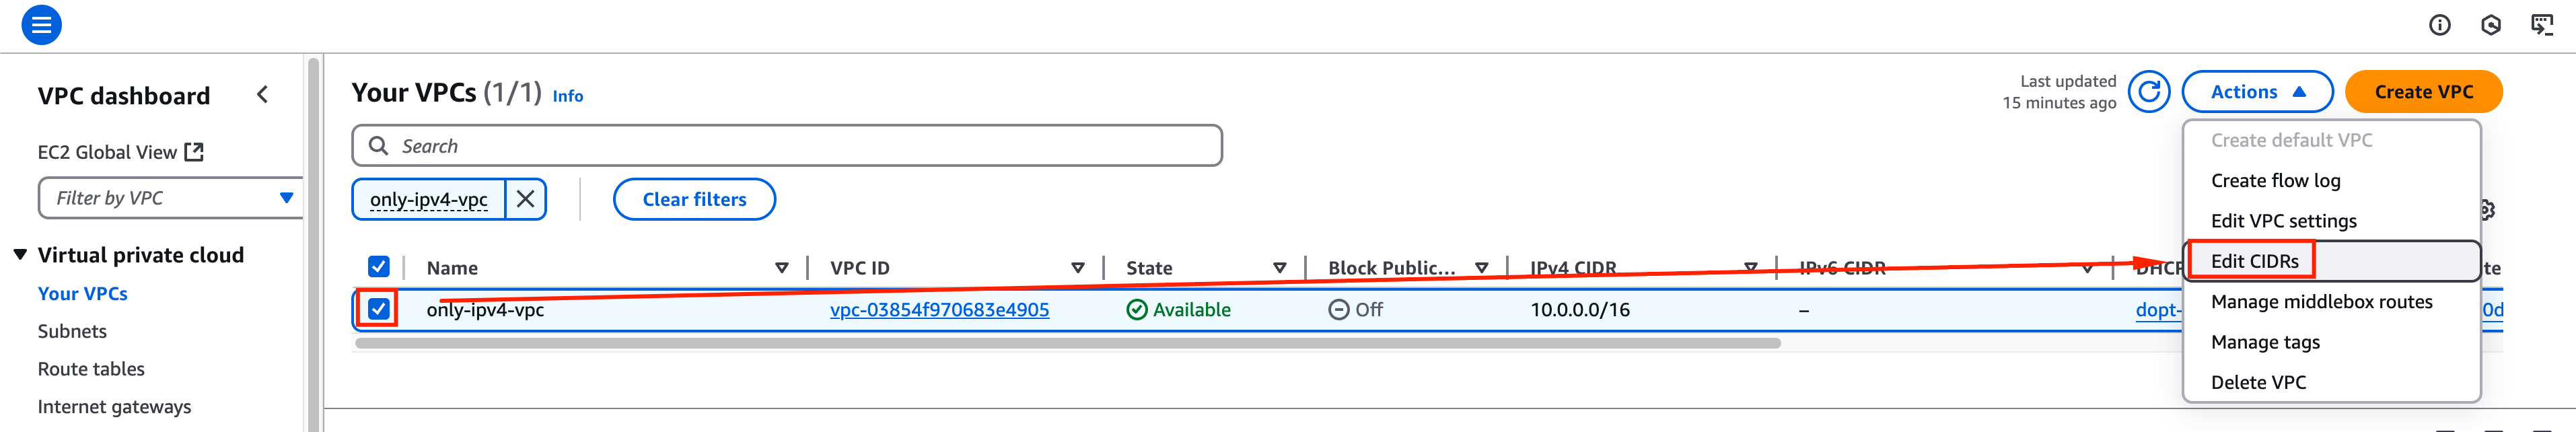 VPC dashboard
EC2 Global View
Filter by VPC
Virtual private cloud
Your VPCs
Subnets
Route tables
Internet gateways
Your VPCs (1/1) Info
Last updated
15 minutes ago
Actions
Create VPC
Search
only-ipv4-vpc
Clear filters
Name VPC ID State Block Public... IPv4 CIDR IPv6 CIDR DHCP
only-ipv4-vpc vpc-03854f970683e4905 Available Off 10.0.0.0/16 – dopt-
Create default VPC
Create flow log
Edit VPC settings
Edit CIDRs
Manage middlebox routes
Manage tags
Delete VPC